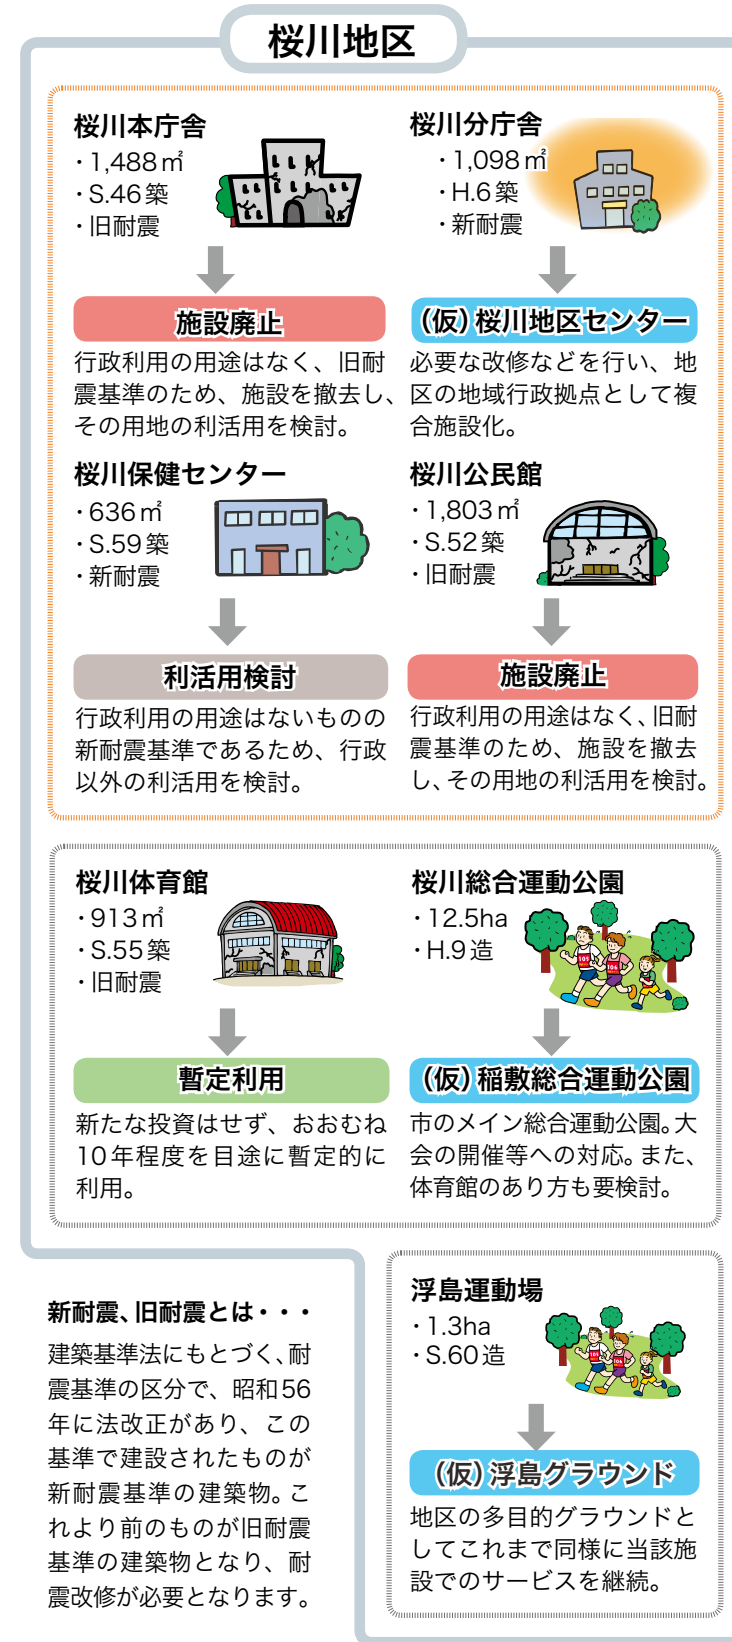 桜川地区
桜川本庁舎
・1,488㎡
・S.46築
・旧耐震
施設廃止
行政利用の用途はなく、旧耐
震基準のため、施設を撤去し、
その用地の利活用を検討。
桜川分庁舎
・1,098㎡
・H.6築
・新耐震
（仮）桜川地区センター
必要な改修などを行い、地
区の地域行政拠点として複
合施設化。
桜川保健センター
・636㎡
・S.59築
・新耐震
利活用検討
行政利用の用途はないものの
新耐震基準であるため、行政
以外の利活用を検討。
桜川公民館
・1,803㎡
・S.52築
・旧耐震
施設廃止
行政利用の用途はなく、旧耐
震基準のため、施設を撤去
し、その用地の利活用を検討。
桜川体育館
・913㎡
・S.55築
・旧耐震
暫定利用
新たな投資はせず、おおむね
10年程度を目途に暫定的に
利用。
桜川総合運動公園
・12.5ha
・H.9造
105
104
（仮）稲敷総合運動公園
市のメイン総合運動公園。大
会の開催等への対応。また、
体育館のあり方も要検討。
新耐震、旧耐震とは・・・
建築基準法にもとづく、耐
震基準の区分で、昭和56
年に法改正があり、この
基準で建設されたものが
新耐震基準の建築物。こ
れより前のものが旧耐震
基準の建築物となり、耐
震改修が必要となります。
浮島運動場
・1.3ha
・S.60造
105
104
（仮）浮島グラウンド
地区の多目的グラウンドと
してこれまで同様に当該施
設でのサービスを継続。